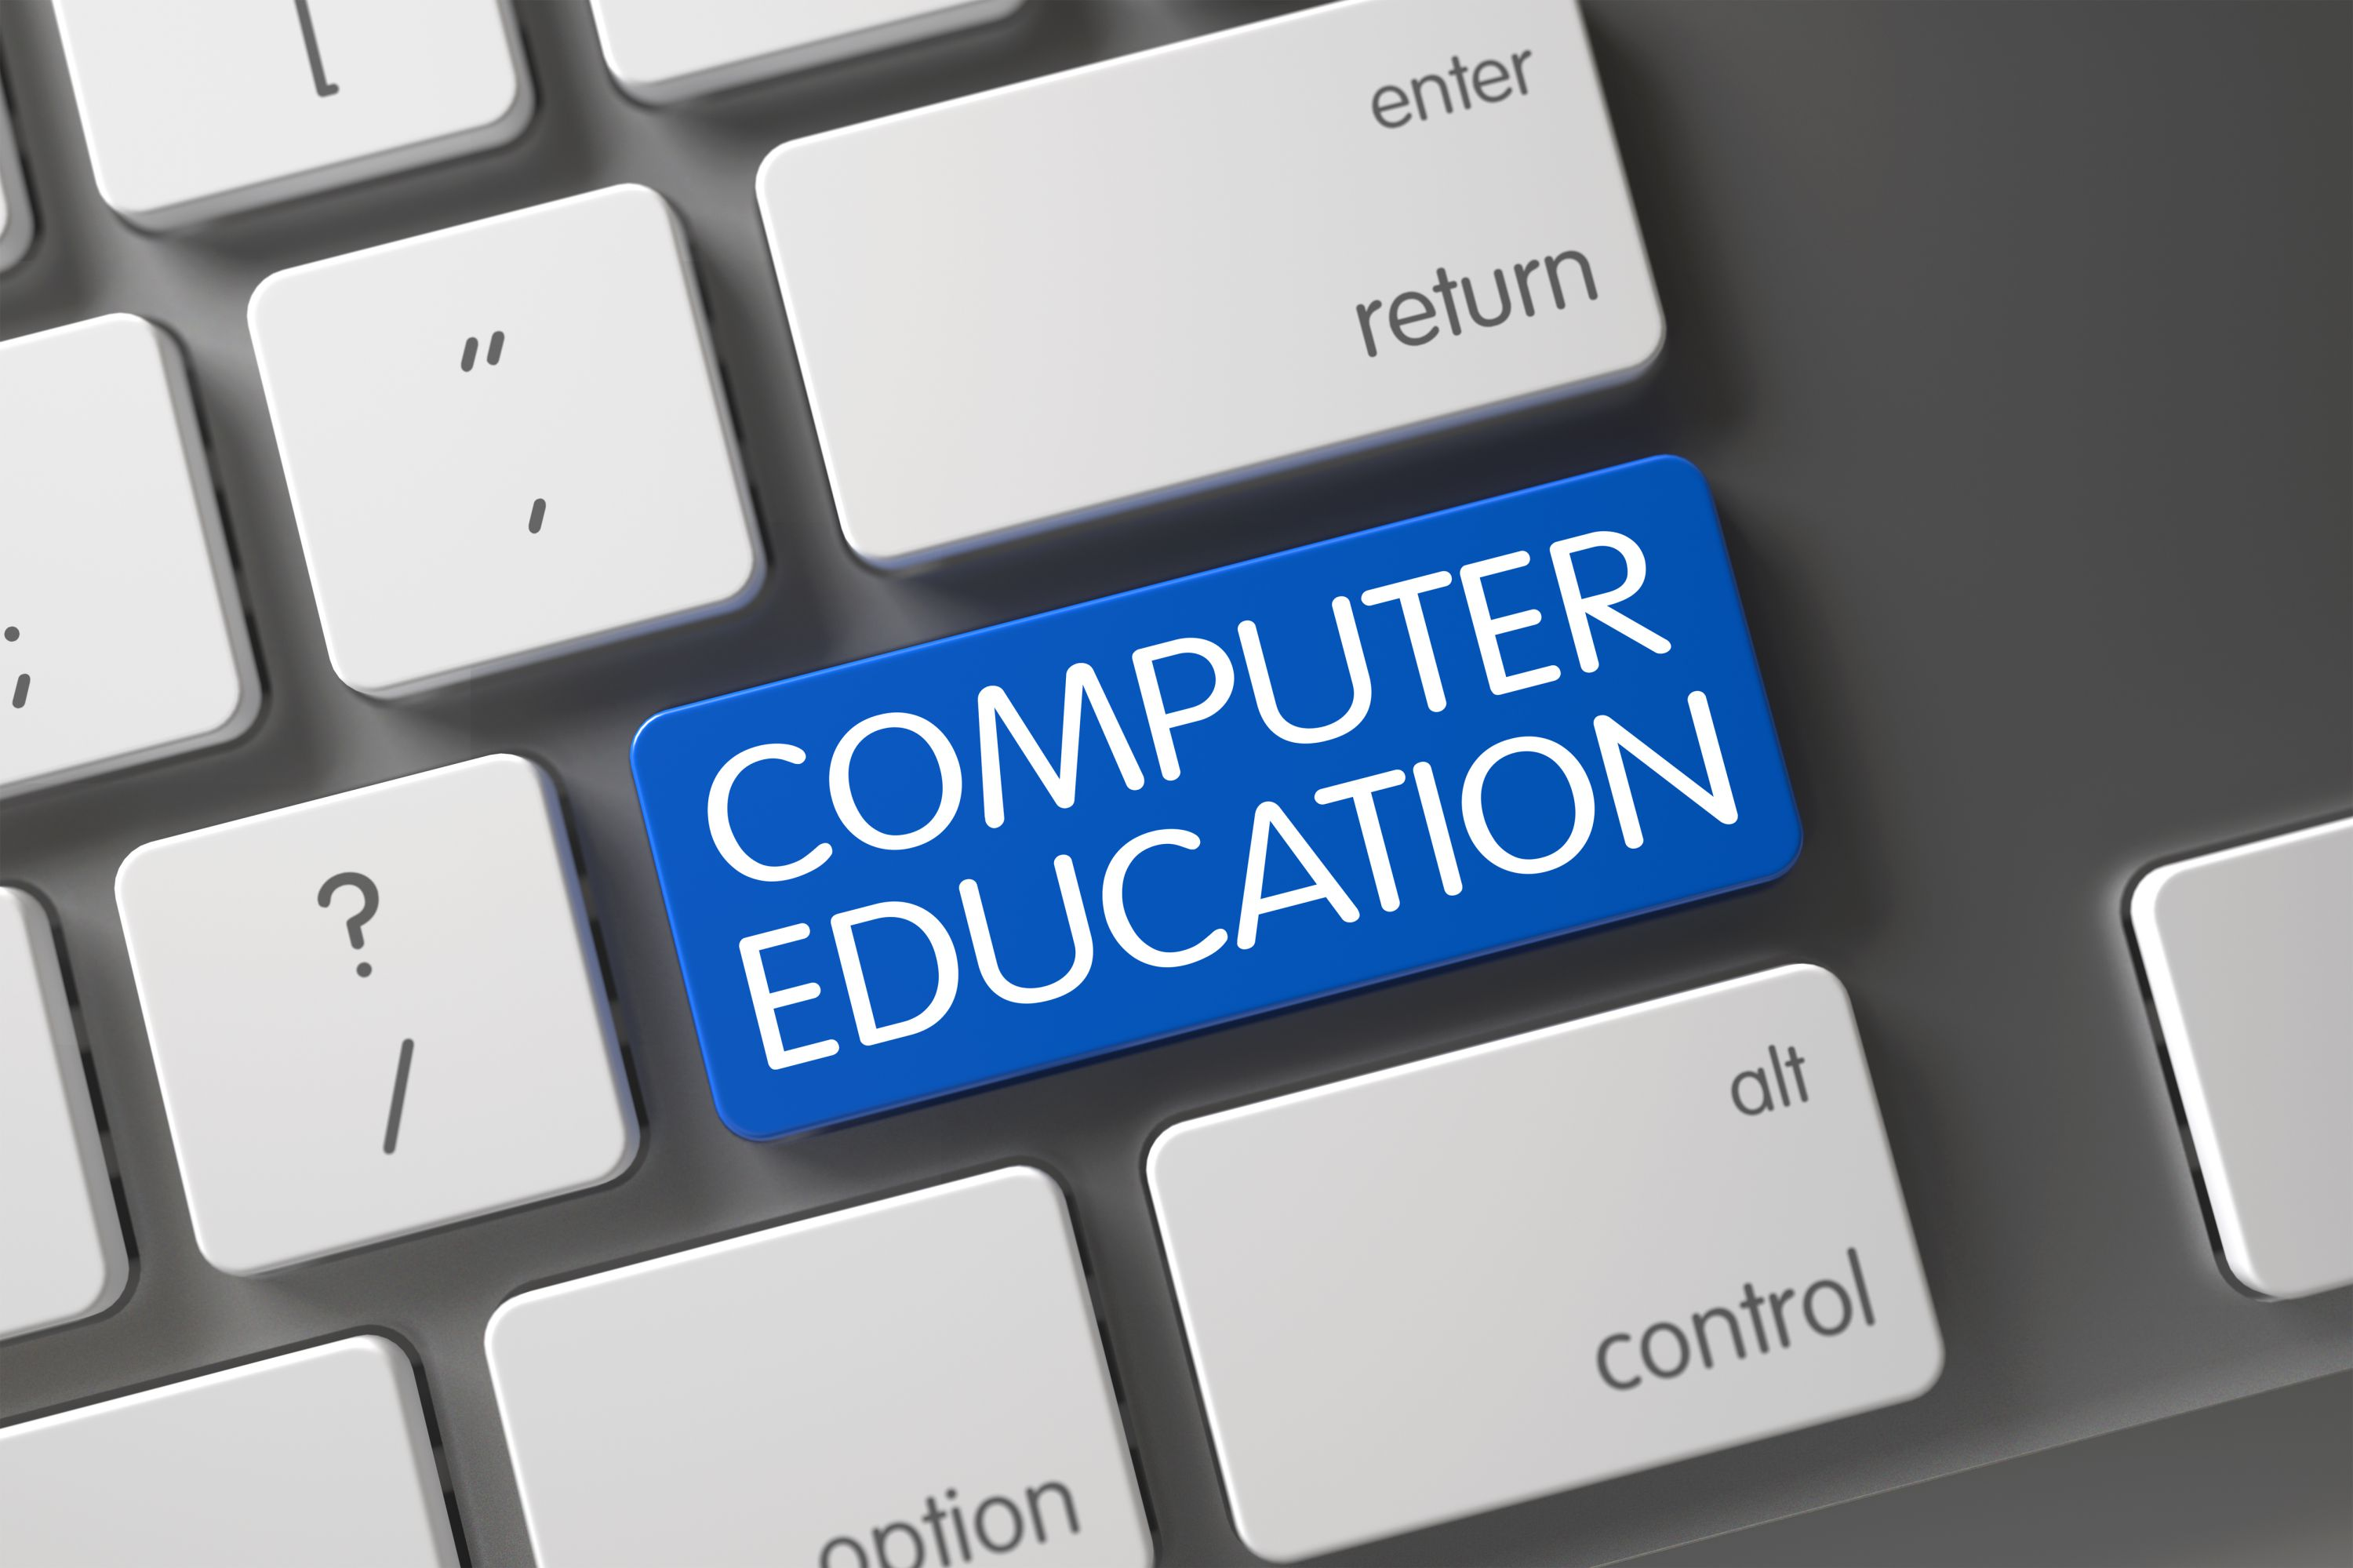 [
enter
return
"
'
;
COMPUTER
EDUCATION
?
/
alt
control
option